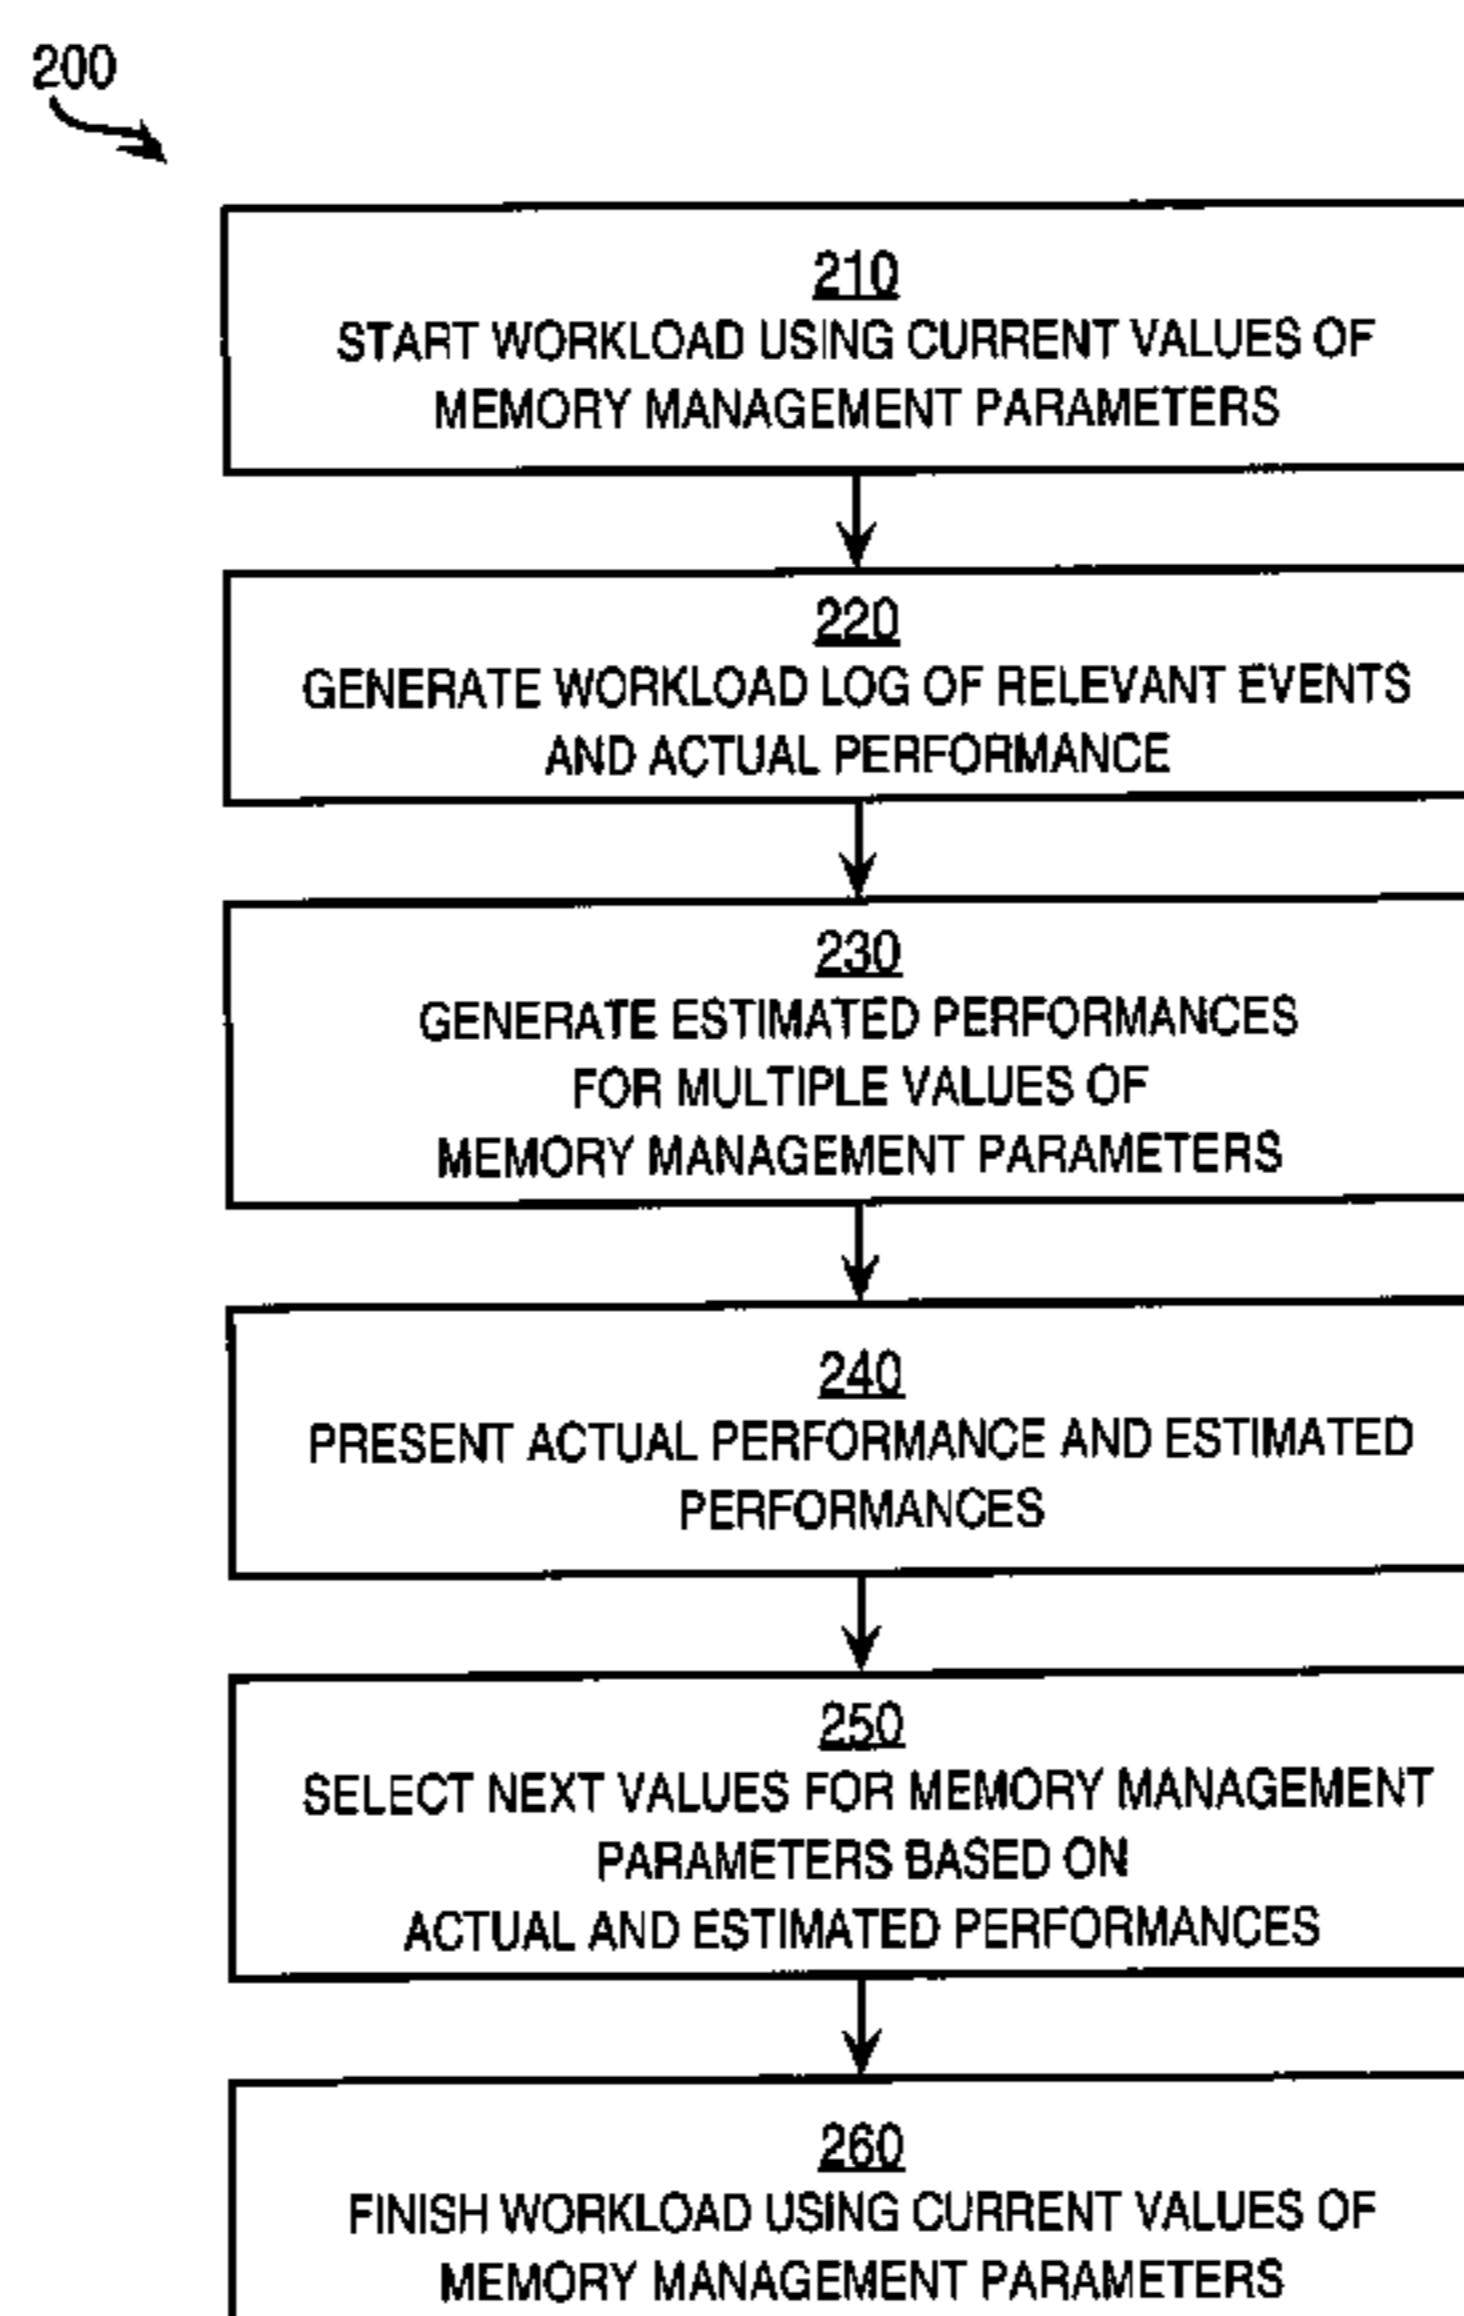 200
210
START WORKLOAD USING CURRENT VALUES OF
MEMORY MANAGEMENT PARAMETERS
220
GENERATE WORKLOAD LOG OF RELEVANT EVENTS
AND ACTUAL PERFORMANCE
230
GENERATE ESTIMATED PERFORMANCES
FOR MULTIPLE VALUES OF
MEMORY MANAGEMENT PARAMETERS
240
PRESENT ACTUAL PERFORMANCE AND ESTIMATED
PERFORMANCES
250
SELECT NEXT VALUES FOR MEMORY MANAGEMENT
PARAMETERS BASED ON
ACTUAL AND ESTIMATED PERFORMANCES
260
FINISH WORKLOAD USING CURRENT VALUES OF
MEMORY MANAGEMENT PARAMETERS